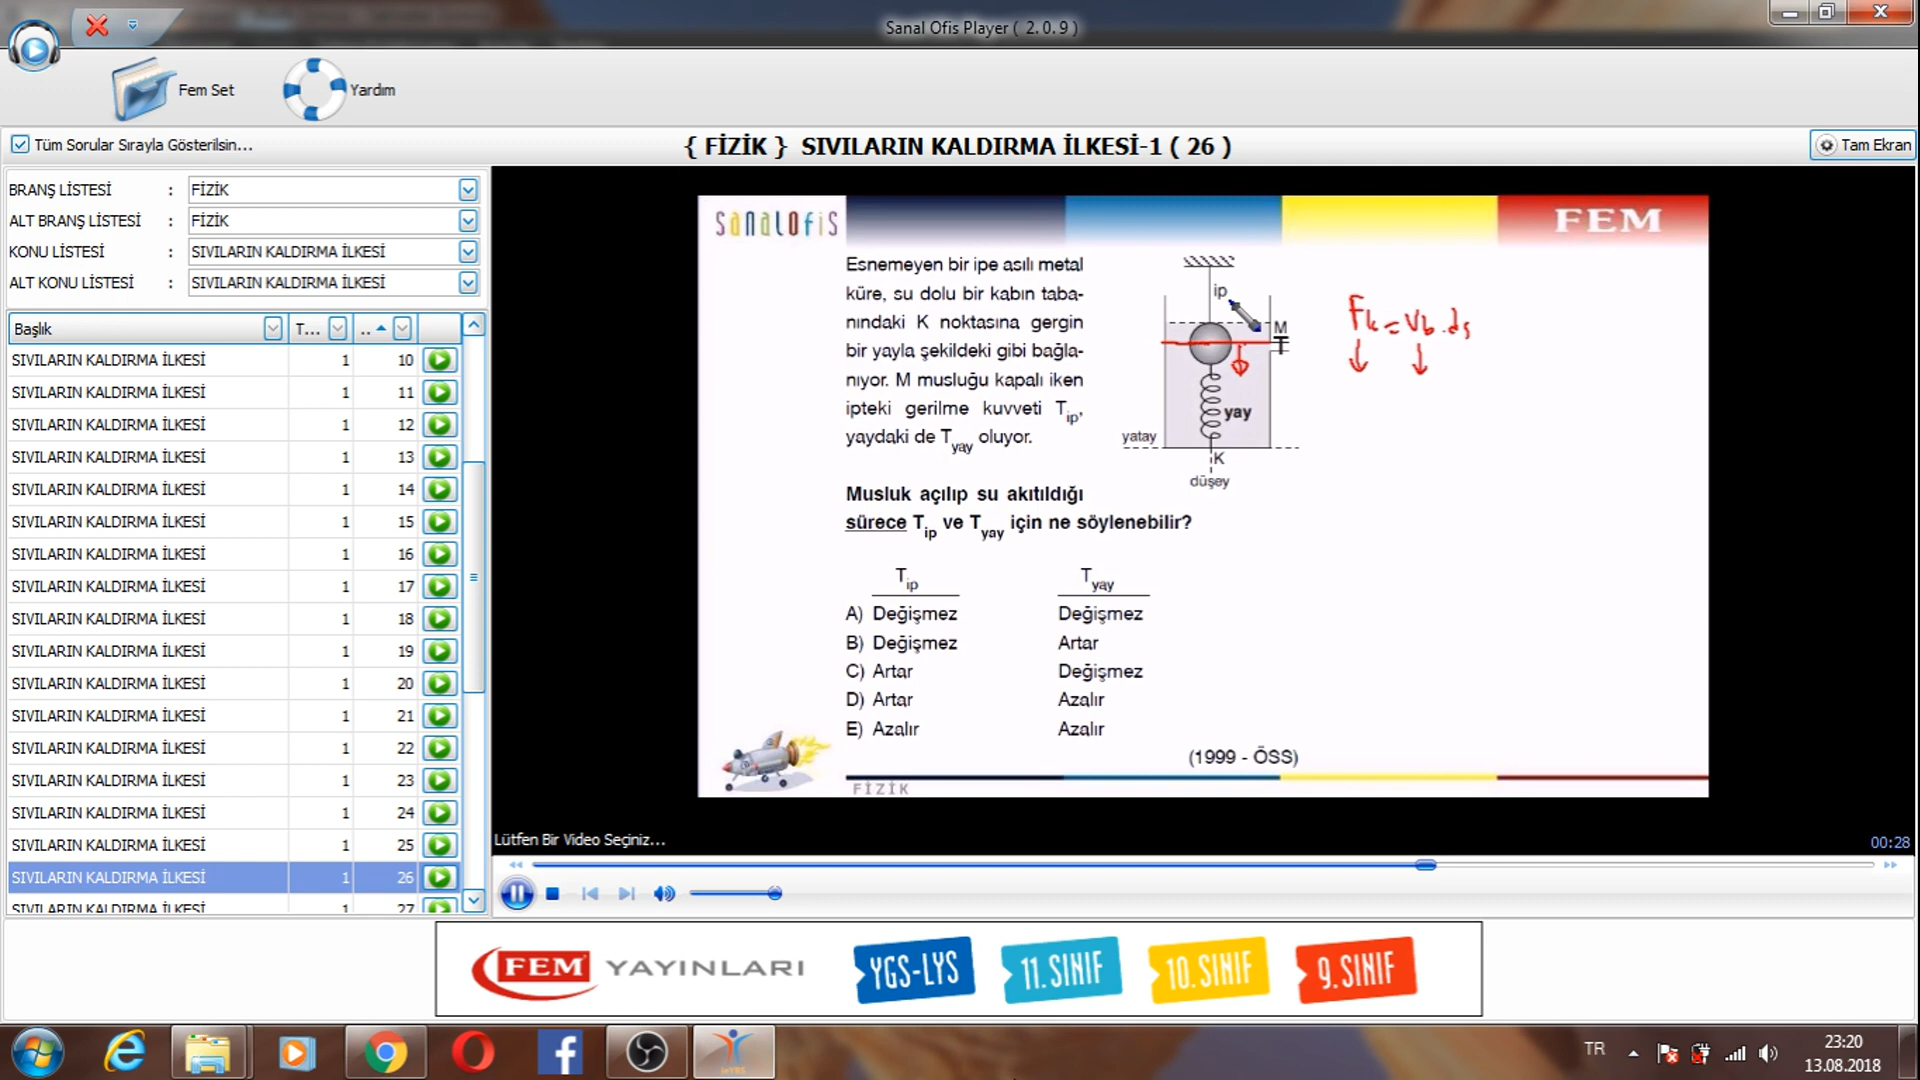 Sanal Ofis Player ( 2.0.9 )
Fem Set
Yardım
Tüm Sorular Sırayla Gösterilsin...
{ FİZİK } SIVILARIN KALDIRMA İLKESİ-1 ( 26 )
Tam Ekran
BRANŞ LİSTESİ : FİZİK
ALT BRANŞ LİSTESİ : FİZİK
KONU LİSTESİ : SIVILARIN KALDIRMA İLKESİ
ALT KONU LİSTESİ : SIVILARIN KALDIRMA İLKESİ
Başlık T... ..
SIVILARIN KALDIRMA İLKESİ 1 10
SIVILARIN KALDIRMA İLKESİ 1 11
SIVILARIN KALDIRMA İLKESİ 1 12
SIVILARIN KALDIRMA İLKESİ 1 13
SIVILARIN KALDIRMA İLKESİ 1 14
SIVILARIN KALDIRMA İLKESİ 1 15
SIVILARIN KALDIRMA İLKESİ 1 16
SIVILARIN KALDIRMA İLKESİ 1 17
SIVILARIN KALDIRMA İLKESİ 1 18
SIVILARIN KALDIRMA İLKESİ 1 19
SIVILARIN KALDIRMA İLKESİ 1 20
SIVILARIN KALDIRMA İLKESİ 1 21
SIVILARIN KALDIRMA İLKESİ 1 22
SIVILARIN KALDIRMA İLKESİ 1 23
SIVILARIN KALDIRMA İLKESİ 1 24
SIVILARIN KALDIRMA İLKESİ 1 25
SIVILARIN KALDIRMA İLKESİ 1 26
SIVILARIN KALDIRMA İLKESİ 1 27
sanalofis
FEM
Esnemeyen bir ipe asılı metal
küre, su dolu bir kabın taba-
nındaki K noktasına gergin
bir yayla şekildeki gibi bağla-
nıyor. M musluğu kapalı iken
ipteki gerilme kuvveti Tip,
yaydaki de Tyay oluyor.
ip
M
yay
yatay
K
düşey
Fk = Vb.ds
Musluk açılıp su akıtıldığı
sürece Tip ve Tyay için ne söylenebilir?
Tip Tyay
A) Değişmez Değişmez
B) Değişmez Artar
C) Artar Değişmez
D) Artar Azalır
E) Azalır Azalır
(1999 - ÖSS)
FİZİK
Lütfen Bir Video Seçiniz...
00:28
FEM YAYINLARI
YGS-LYS
11.SINIF
10.SINIF
9.SINIF
TR
23:20
13.08.2018